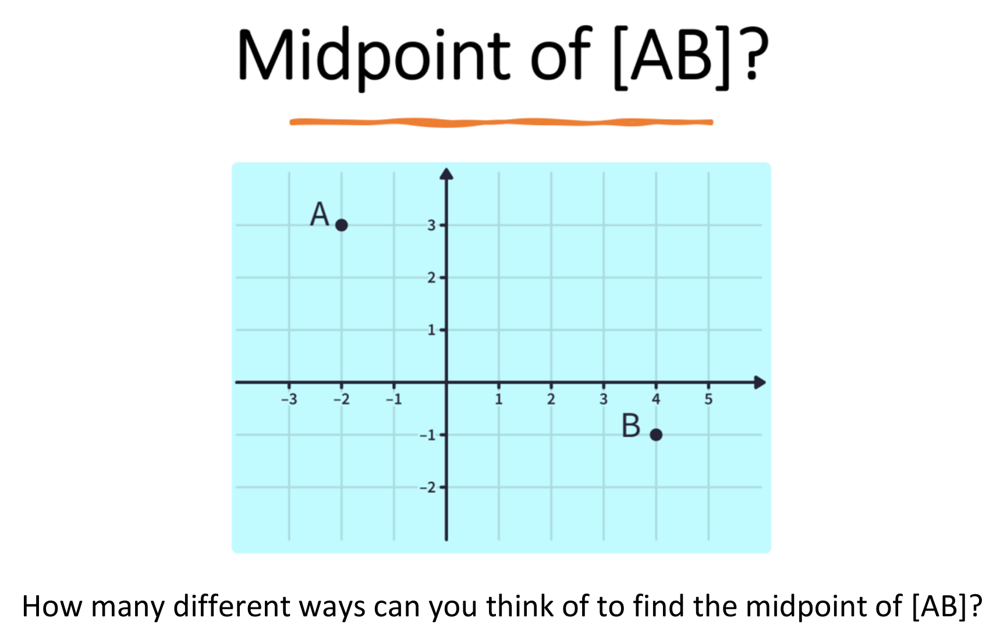 Midpoint of [AB]?
A
3
2
1
–3 –2 –1 1 2 3 4 5
B
–1
–2
How many different ways can you think of to find the midpoint of [AB]?